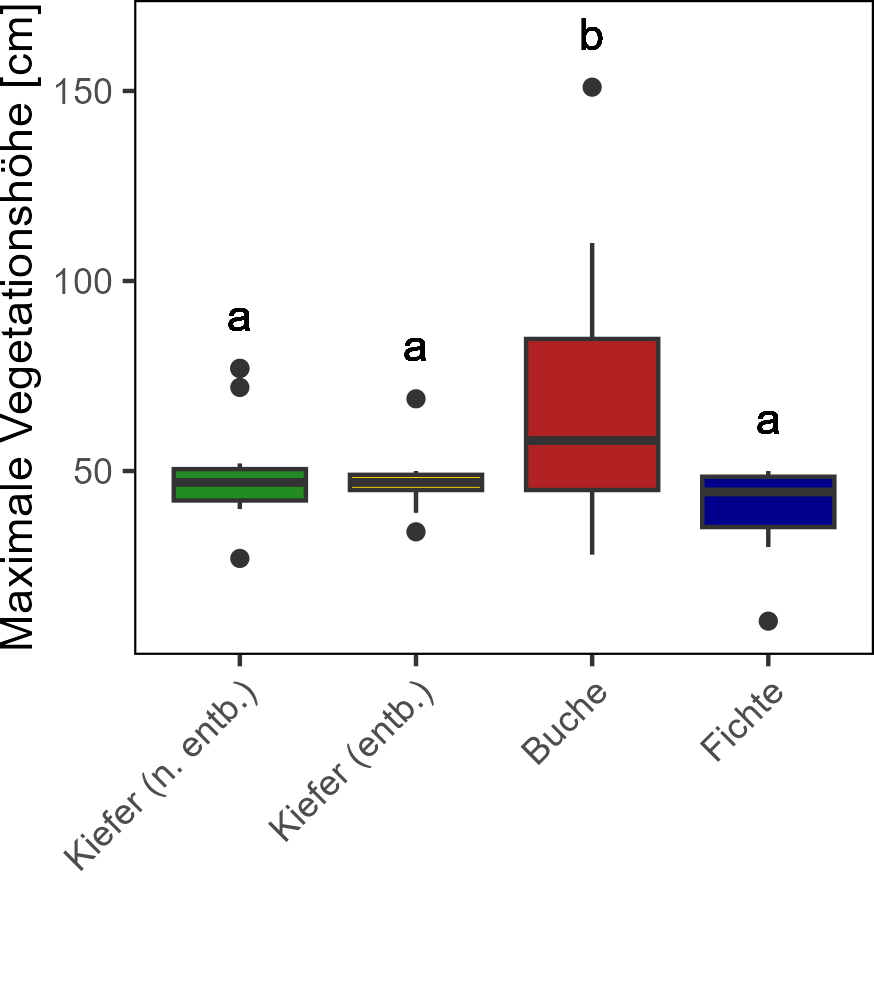 Maximale Vegetationshöhe [cm]
150
100
50
a
a
b
a
Kiefer (n. entb.)
Kiefer (entb.)
Buche
Fichte